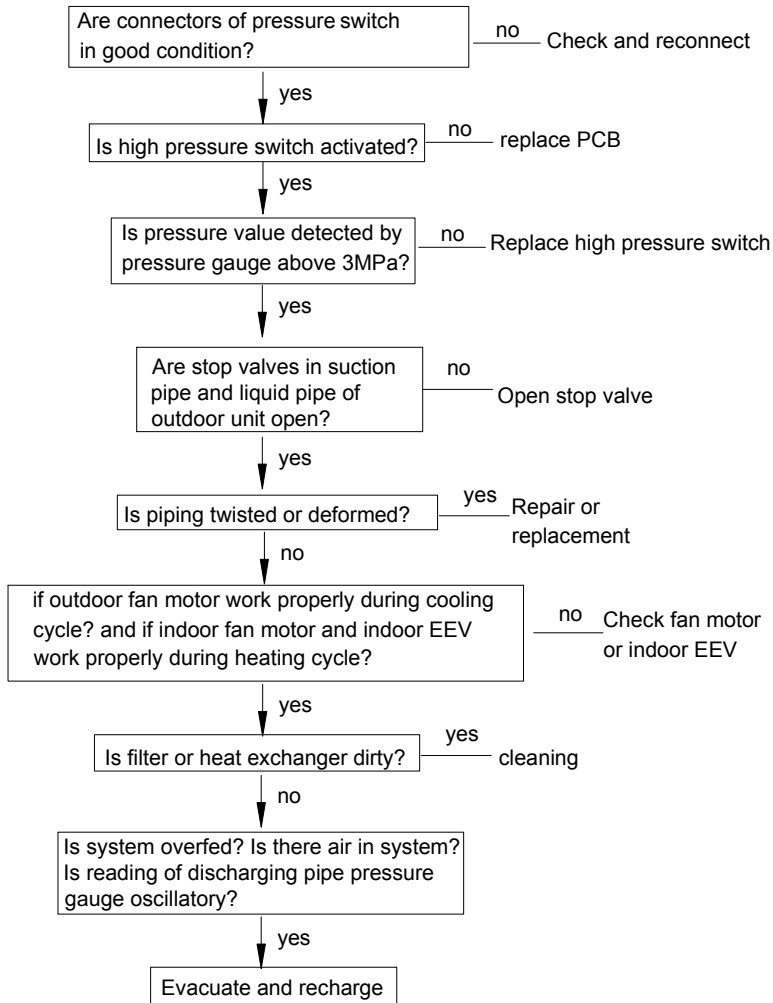 Are connectors of pressure switch
in good condition?
no
Check and reconnect
yes
Is high pressure switch activated?
no
replace PCB
yes
Is pressure value detected by
pressure gauge above 3MPa?
no
Replace high pressure switch
yes
Are stop valves in suction
pipe and liquid pipe of
outdoor unit open?
no
Open stop valve
yes
Is piping twisted or deformed?
yes
Repair or
replacement
no
if outdoor fan motor work properly during cooling
cycle? and if indoor fan motor and indoor EEV
work properly during heating cycle?
no
Check fan motor
or indoor EEV
yes
Is filter or heat exchanger dirty?
yes
cleaning
no
Is system overfed? Is there air in system?
Is reading of discharging pipe pressure
gauge oscillatory?
yes
Evacuate and recharge